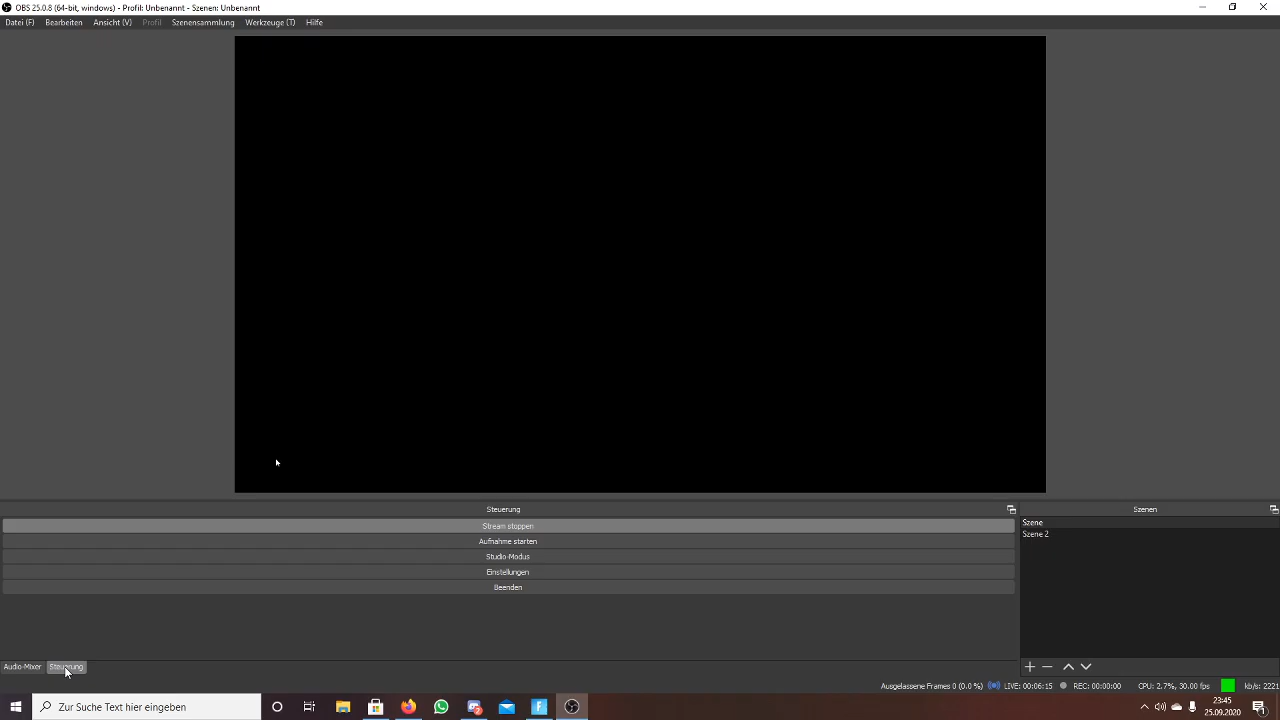 OBS 25.0.8 (64-bit, windows) - Profil: Unbenannt - Szenen: Unbenannt
Datei (F) Bearbeiten Ansicht (V) Profil Szenensammlung Werkzeuge (T) Hilfe
Steuerung
Stream stoppen
Aufnahme starten
Studio-Modus
Einstellungen
Beenden
Audio-Mixer Steuerung
Szenen
Szene
Szene 2
Ausgelassene Frames 0 (0.0 %) LIVE: 00:06:15 REC: 00:00:00 CPU: 2.7%, 30.00 fps kb/s: 2221
Zur Suche Text hier eingeben
23:45
25.09.2020